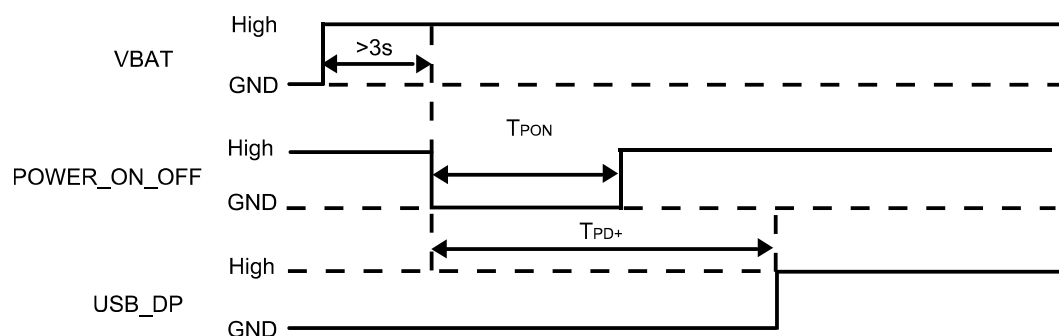 High
>3s
VBAT
GND
TPON
High
POWER_ON_OFF
GND
TPD+
High
USB_DP
GND